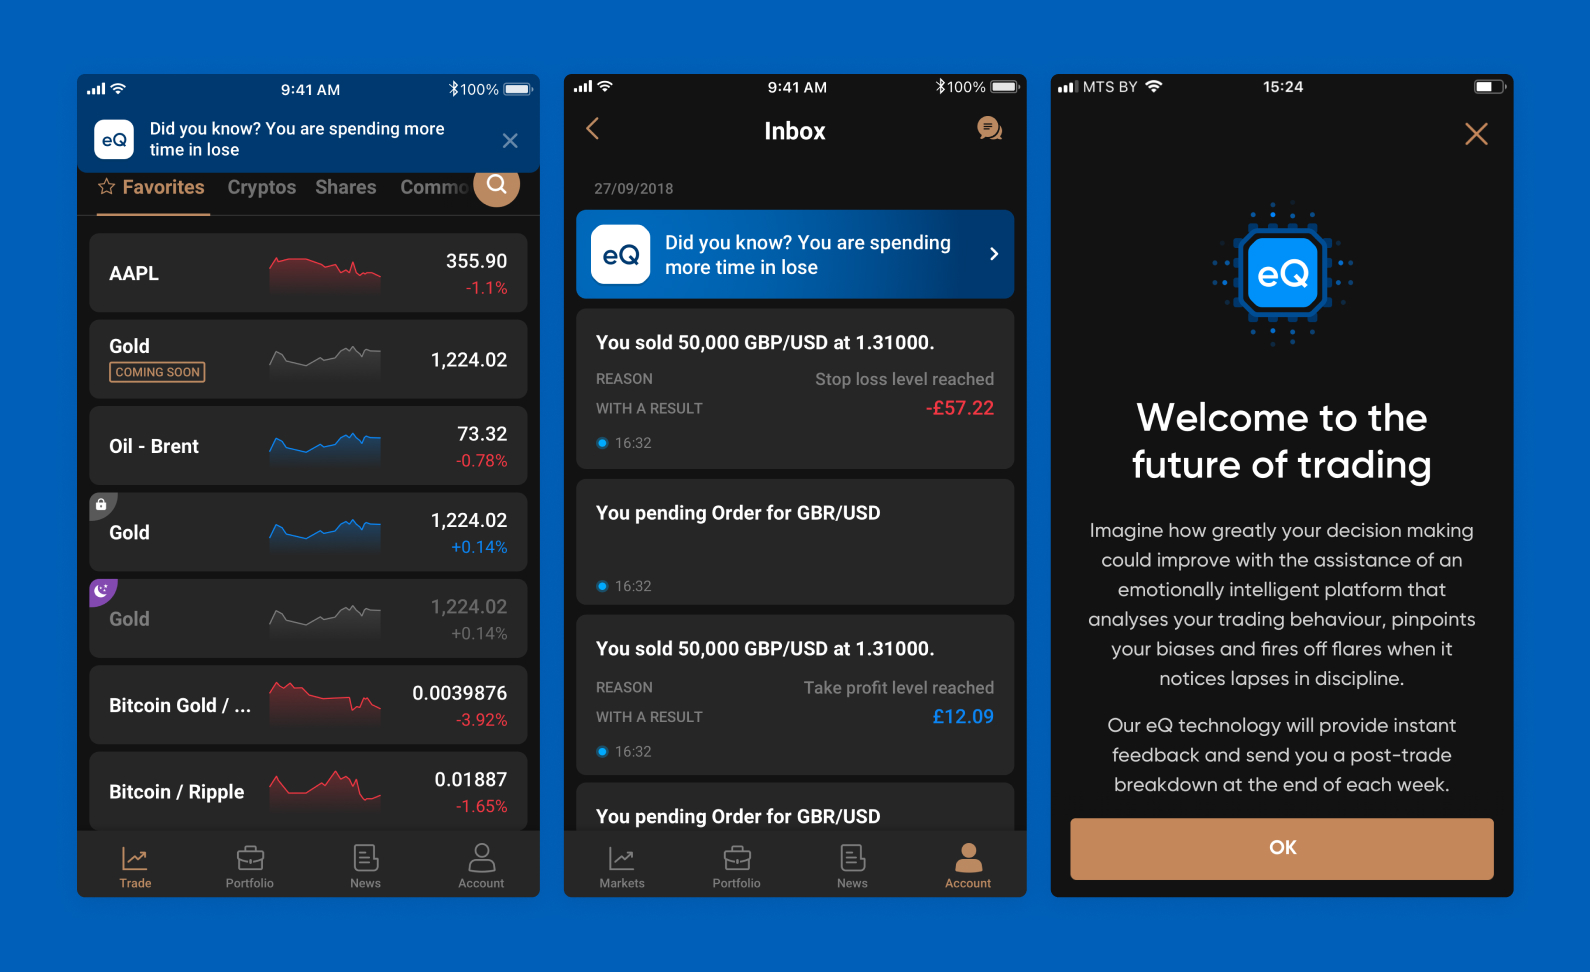 9:41 AM
100%
eQ
Did you know? You are spending more
time in lose
Favorites
Cryptos
Shares
Commo
AAPL
355.90
-1.1%
Gold
COMING SOON
1,224.02
Oil - Brent
73.32
-0.78%
Gold
1,224.02
+0.14%
Gold
1,224.02
+0.14%
Bitcoin Gold / ...
0.0039876
-3.92%
Bitcoin / Ripple
0.01887
-1.65%
Trade
Portfolio
News
Account
9:41 AM
100%
Inbox
27/09/2018
eQ
Did you know? You are spending
more time in lose
You sold 50,000 GBP/USD at 1.31000.
REASON
Stop loss level reached
WITH A RESULT
-£57.22
16:32
You pending Order for GBR/USD
16:32
You sold 50,000 GBP/USD at 1.31000.
REASON
Take profit level reached
WITH A RESULT
£12.09
16:32
You pending Order for GBR/USD
Markets
Portfolio
News
Account
MTS BY
15:24
eQ
Welcome to the
future of trading
Imagine how greatly your decision making
could improve with the assistance of an
emotionally intelligent platform that
analyses your trading behaviour, pinpoints
your biases and fires off flares when it
notices lapses in discipline.
Our eQ technology will provide instant
feedback and send you a post-trade
breakdown at the end of each week.
OK